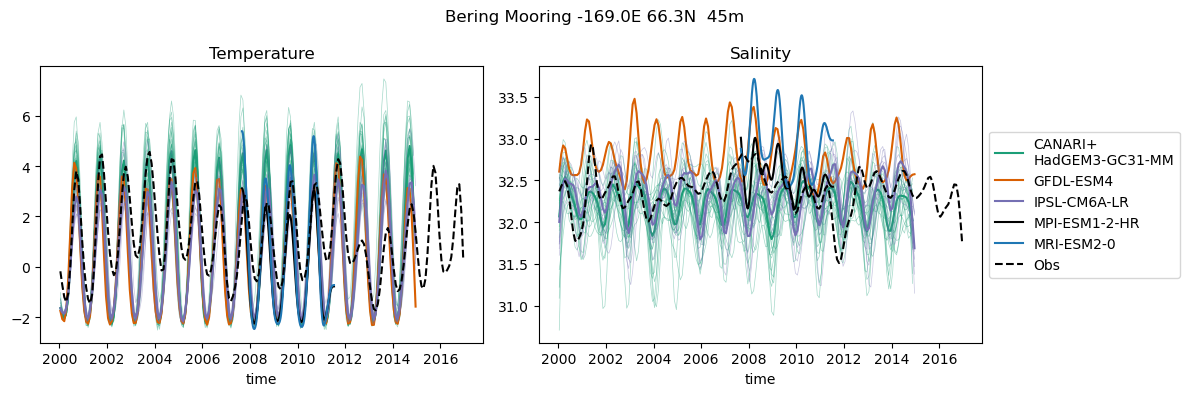 Bering Mooring -169.0E 66.3N  45m
Temperature
6
4
2
0
−2
2000 2002 2004 2006 2008 2010 2012 2014 2016
time
Salinity
33.5
33.0
32.5
32.0
31.5
31.0
2000 2002 2004 2006 2008 2010 2012 2014 2016
time
CANARI+
HadGEM3-GC31-MM
GFDL-ESM4
IPSL-CM6A-LR
MPI-ESM1-2-HR
MRI-ESM2-0
Obs